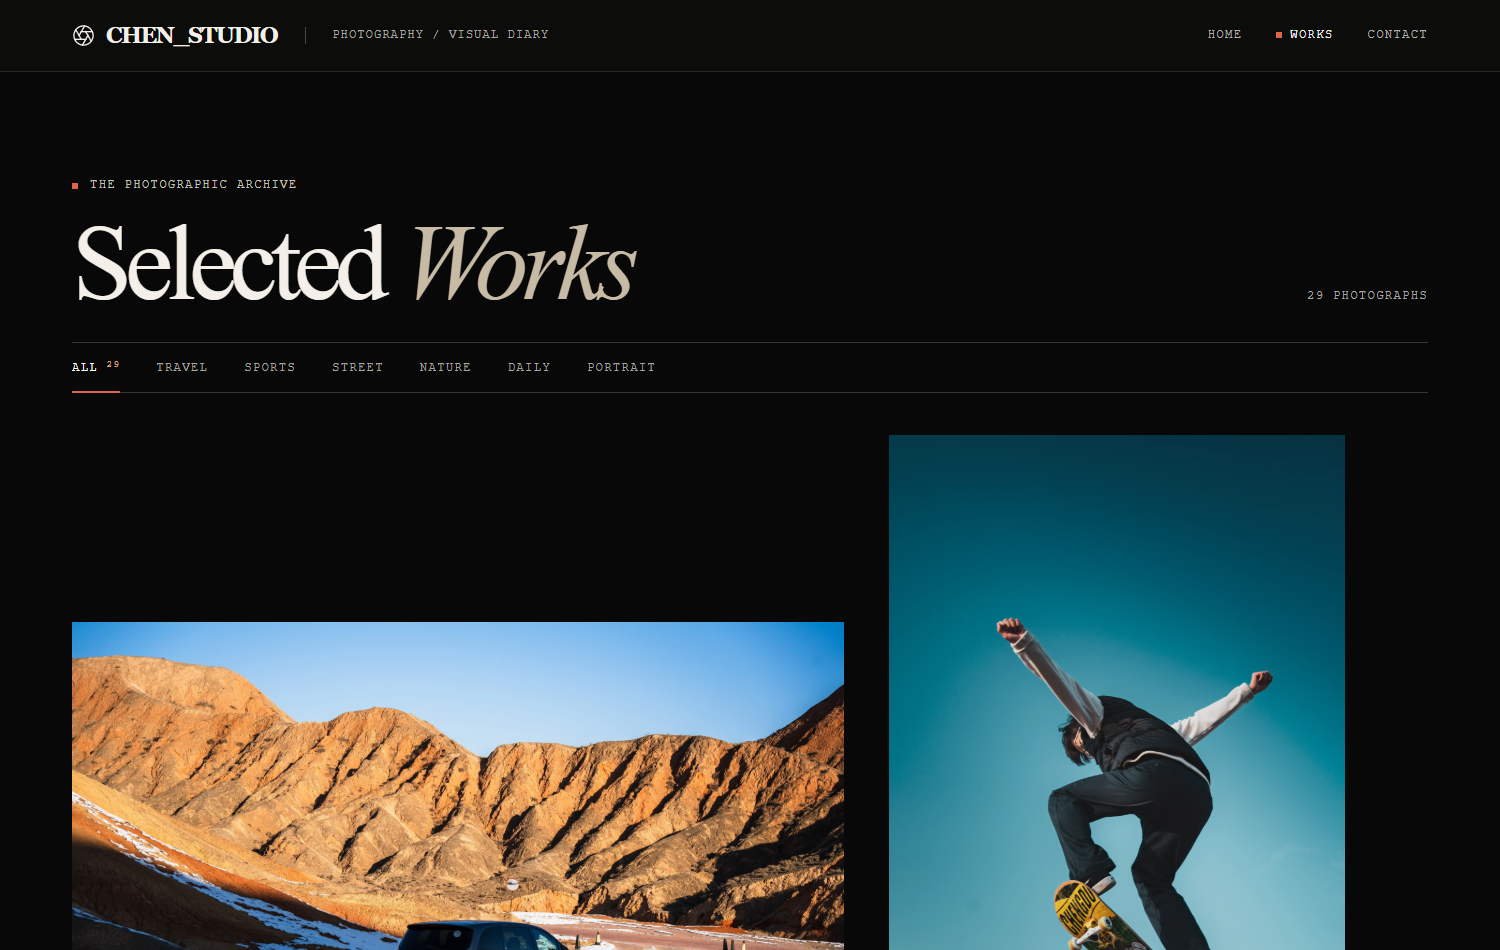 CHEN_STUDIO
PHOTOGRAPHY / VISUAL DIARY
HOME
WORKS
CONTACT
THE PHOTOGRAPHIC ARCHIVE
Selected Works
29 PHOTOGRAPHS
ALL 29
TRAVEL
SPORTS
STREET
NATURE
DAILY
PORTRAIT